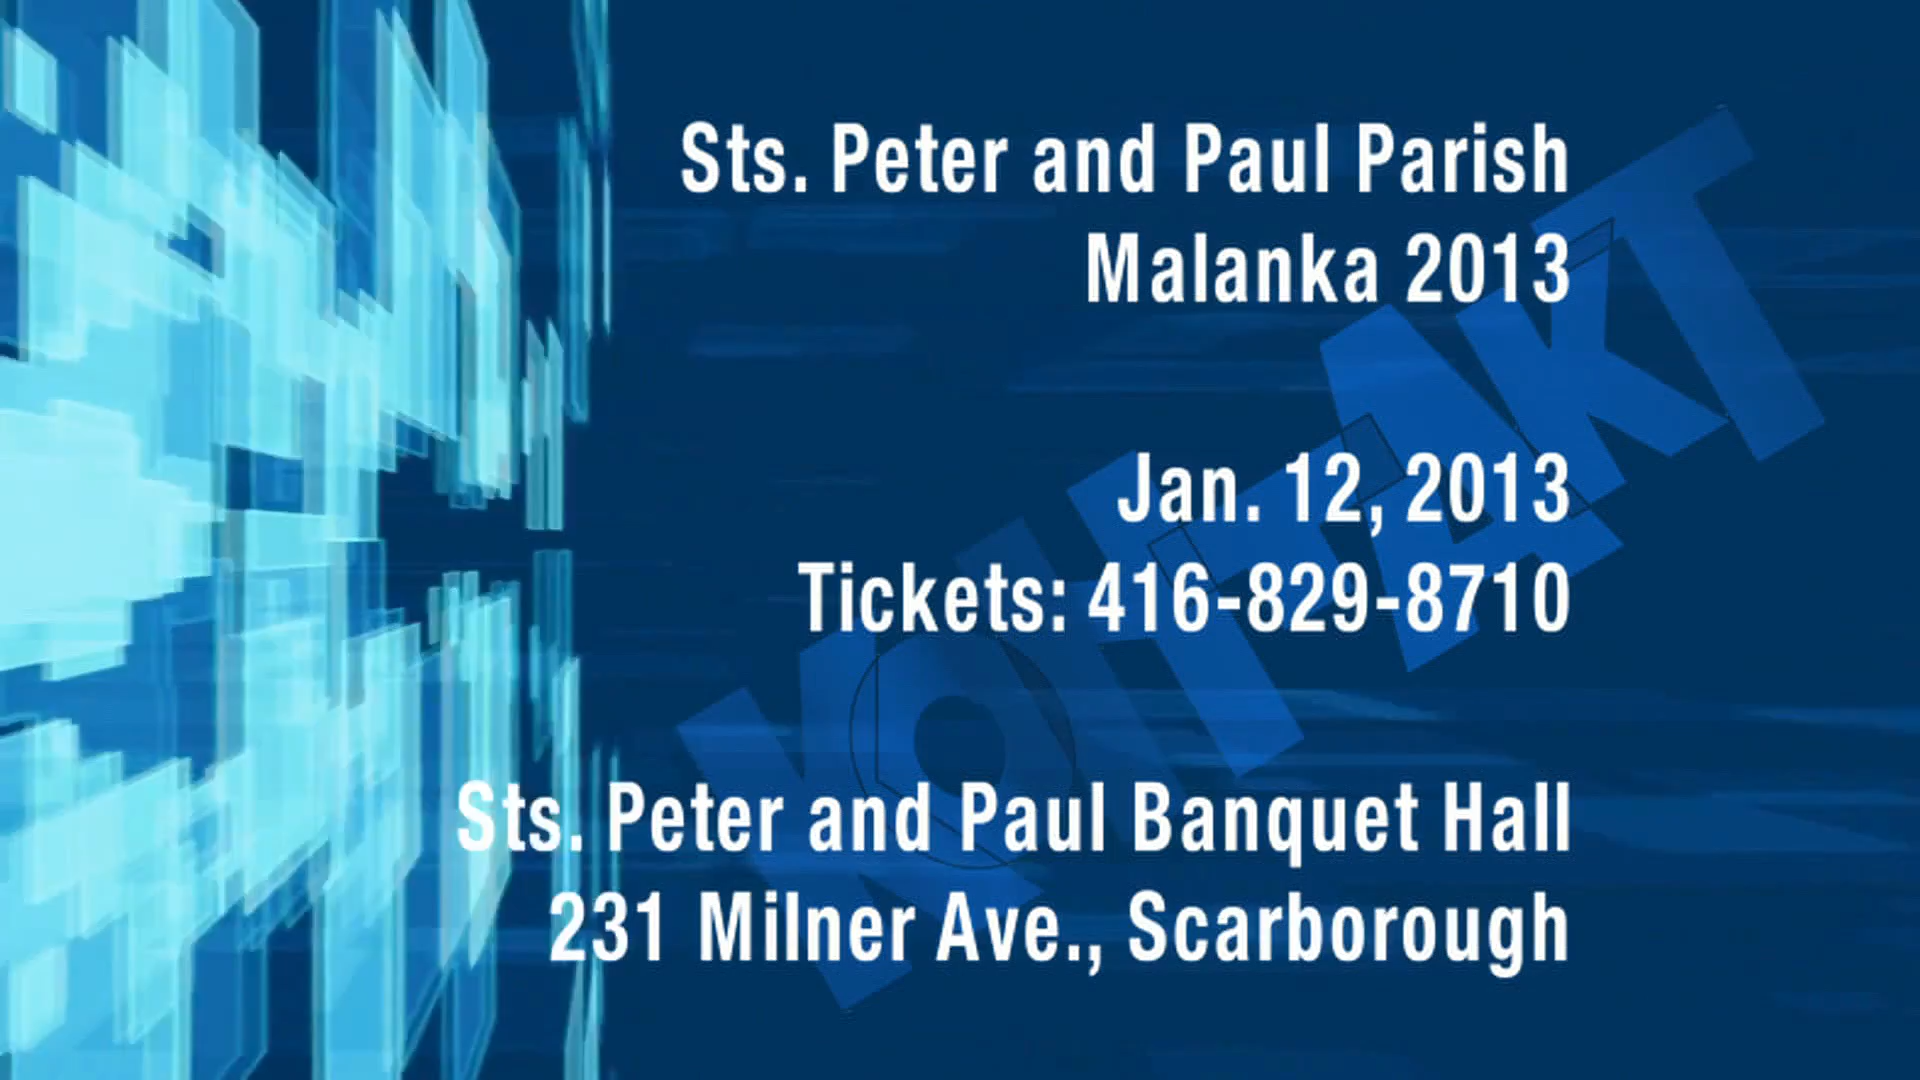 Sts. Peter and Paul Parish
Malanka 2013
Jan. 12, 2013
Tickets: 416-829-8710
Sts. Peter and Paul Banquet Hall
231 Milner Ave., Scarborough